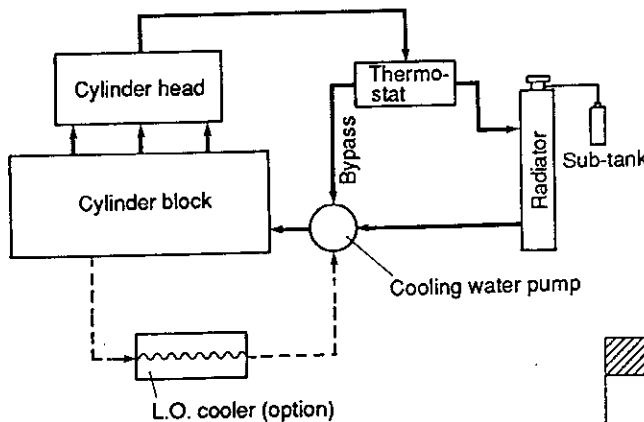 Cylinder head
Thermo-
stat
Bypass
Radiator
Sub-tank
Cylinder block
Cooling water pump
L.O. cooler (option)